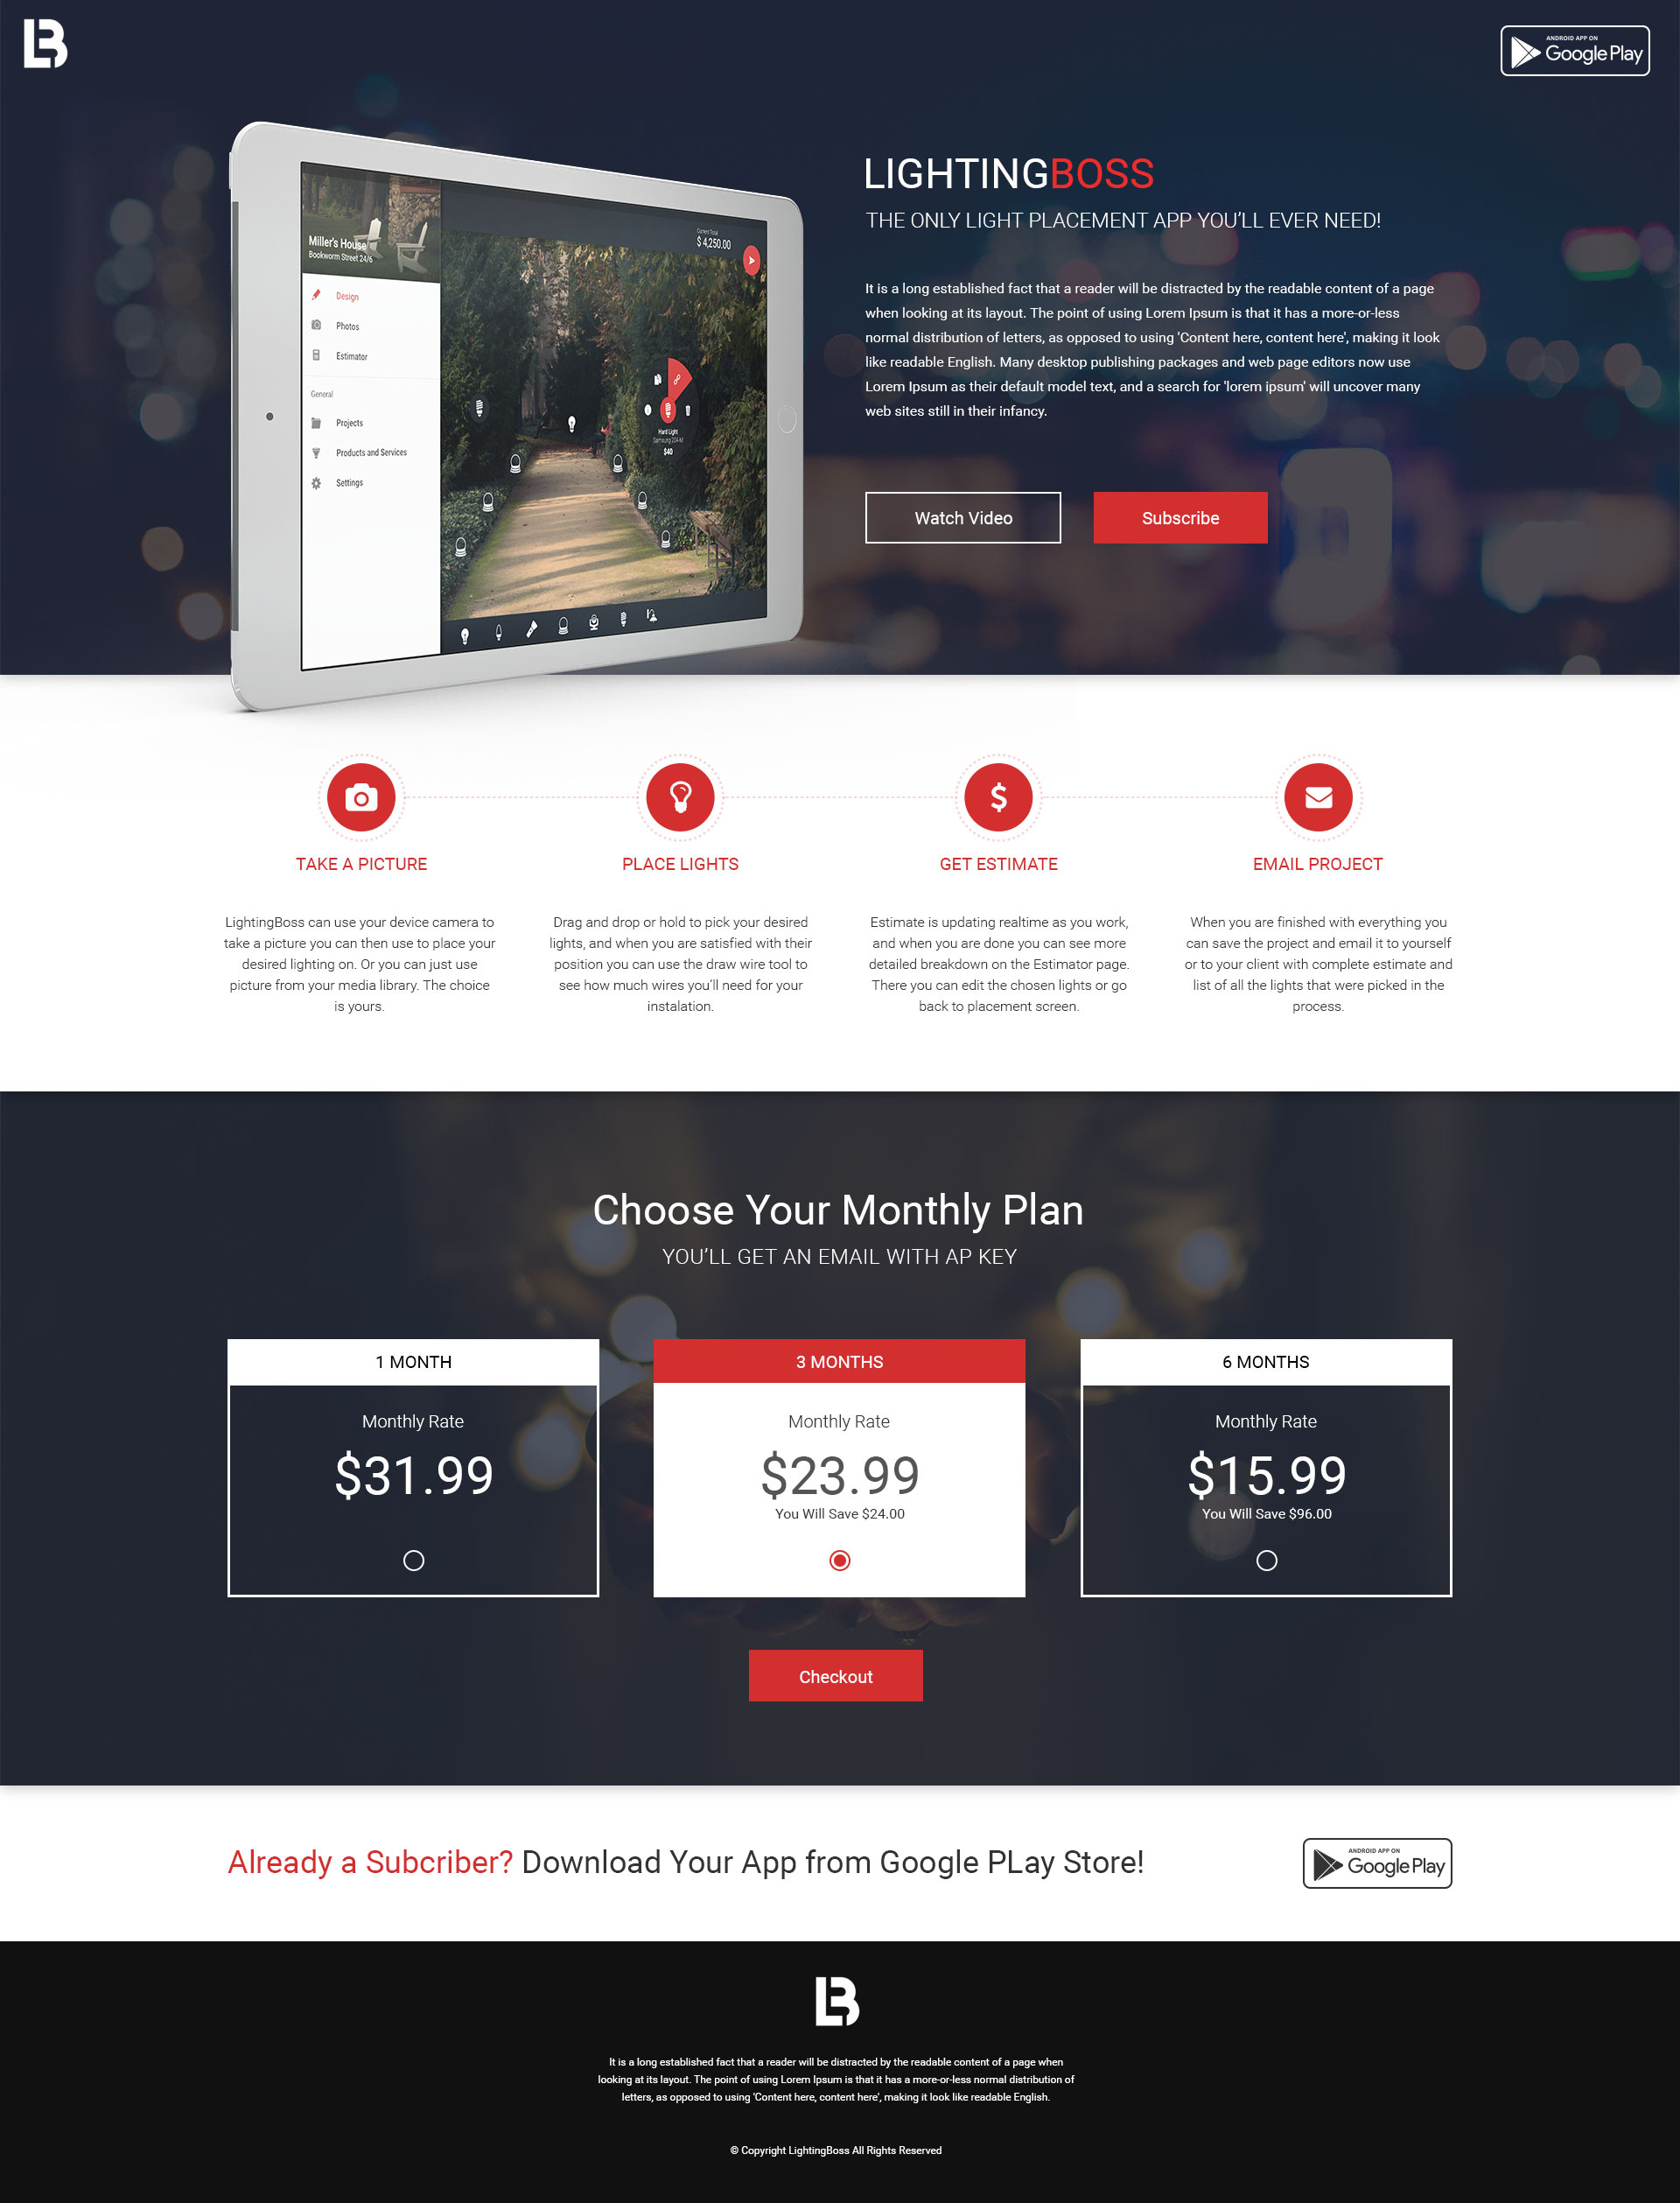 LB
ANDROID APP ON
Google Play
LIGHTINGBOSS
THE ONLY LIGHT PLACEMENT APP YOU'LL EVER NEED!
It is a long established fact that a reader will be distracted by the readable content of a page
when looking at its layout. The point of using Lorem Ipsum is that it has a more-or-less
normal distribution of letters, as opposed to using 'Content here, content here', making it look
like readable English. Many desktop publishing packages and web page editors now use
Lorem Ipsum as their default model text, and a search for 'lorem ipsum' will uncover many
web sites still in their infancy.
Watch Video
Subscribe
Miller's House
Bookworm Street 24/6
Design
Photos
Estimator
General
Projects
Products and Services
Settings
Current Total
$ 4,250.00
Hard Light
Samsung 204-M
$40
TAKE A PICTURE
LightingBoss can use your device camera to
take a picture you can then use to place your
desired lighting on. Or you can just use
picture from your media library. The choice
is yours.
PLACE LIGHTS
Drag and drop or hold to pick your desired
lights, and when you are satisfied with their
position you can use the draw wire tool to
see how much wires you'll need for your
instalation.
GET ESTIMATE
Estimate is updating realtime as you work,
and when you are done you can see more
detailed breakdown on the Estimator page.
There you can edit the chosen lights or go
back to placement screen.
EMAIL PROJECT
When you are finished with everything you
can save the project and email it to yourself
or to your client with complete estimate and
list of all the lights that were picked in the
process.
Choose Your Monthly Plan
YOU'LL GET AN EMAIL WITH AP KEY
1 MONTH
Monthly Rate
$31.99
3 MONTHS
Monthly Rate
$23.99
You Will Save $24.00
6 MONTHS
Monthly Rate
$15.99
You Will Save $96.00
Checkout
Already a Subcriber? Download Your App from Google PLay Store!
ANDROID APP ON
Google Play
LB
It is a long established fact that a reader will be distracted by the readable content of a page when
looking at its layout. The point of using Lorem Ipsum is that it has a more-or-less normal distribution of
letters, as opposed to using 'Content here, content here', making it look like readable English.
© Copyright LightingBoss All Rights Reserved